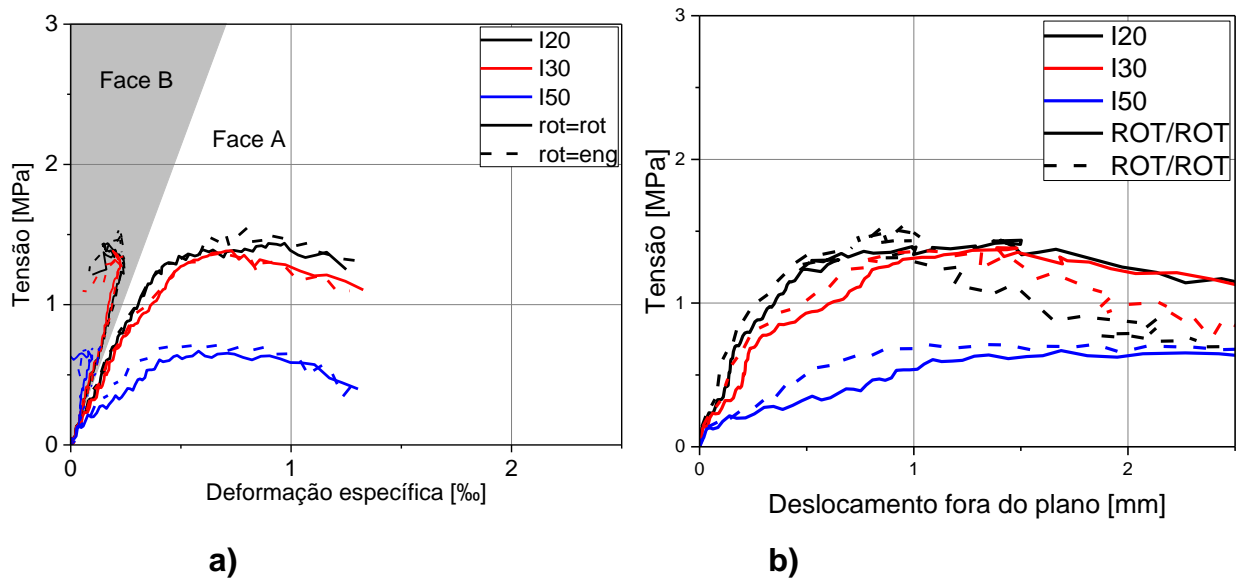 3
2
1
0
Tensão [MPa]
Face B
Face A
I20
I30
I50
rot=rot
rot=eng
0
1
2
Deformação específica [‰]
a)
3
2
1
0
Tensão [MPa]
I20
I30
I50
ROT/ROT
ROT/ROT
0
1
2
Deslocamento fora do plano [mm]
b)